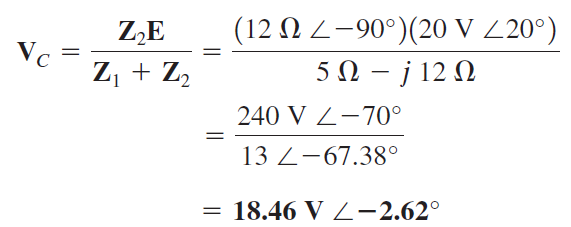 V_C = Z₂E / (Z₁ + Z₂) = (12 Ω ∠−90°)(20 V ∠20°) / (5 Ω − j 12 Ω)
= 240 V ∠−70° / 13 ∠−67.38°
= 18.46 V ∠−2.62°